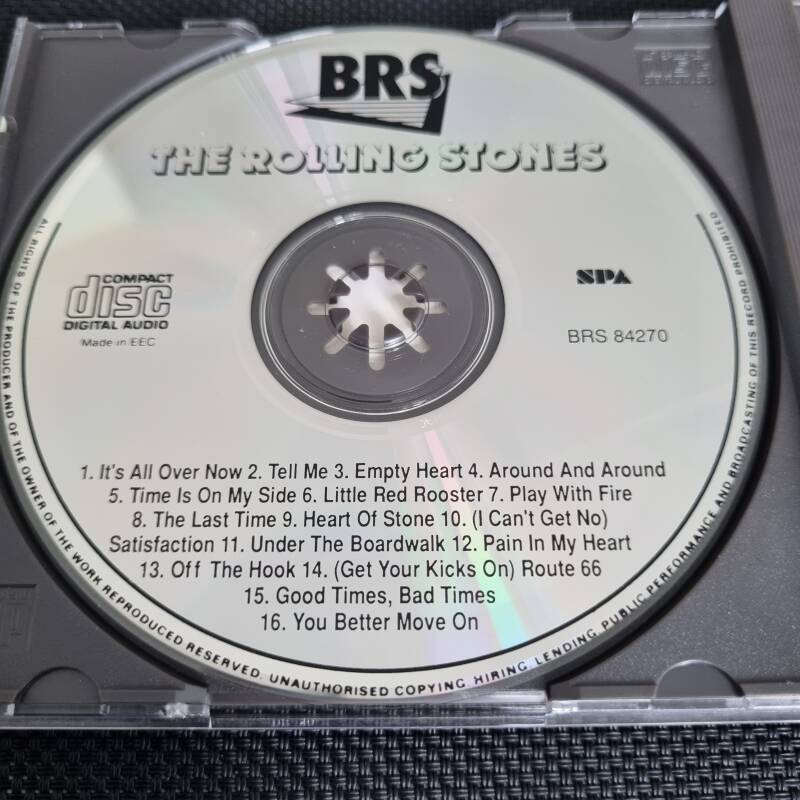 BRS
THE ROLLING STONES
COMPACT
disc
DIGITAL AUDIO
Made in EEC
SPA
BRS 84270
1. It's All Over Now 2. Tell Me 3. Empty Heart 4. Around And Around
5. Time Is On My Side 6. Little Red Rooster 7. Play With Fire
8. The Last Time 9. Heart Of Stone 10. (I Can't Get No)
Satisfaction 11. Under The Boardwalk 12. Pain In My Heart
13. Off The Hook 14. (Get Your Kicks On) Route 66
15. Good Times, Bad Times
16. You Better Move On
ALL RIGHTS OF THE PRODUCER AND OF THE OWNER OF THE WORK REPRODUCED RESERVED. UNAUTHORISED COPYING, HIRING, LENDING, PUBLIC PERFORMANCE AND BROADCASTING OF THIS RECORD PROHIBITED